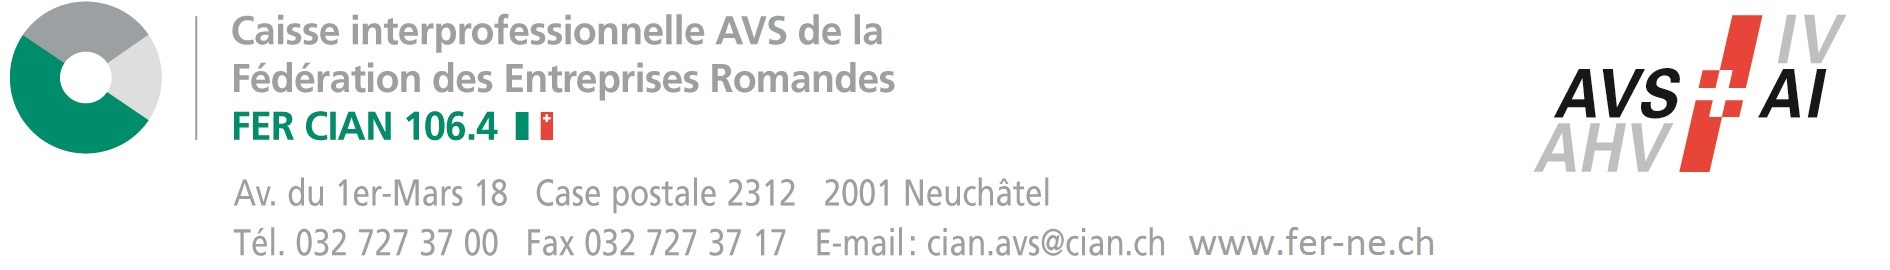 Caisse interprofessionnelle AVS de la
Fédération des Entreprises Romandes
FER CIAN 106.4
Av. du 1er-Mars 18 Case postale 2312 2001 Neuchâtel
Tél. 032 727 37 00 Fax 032 727 37 17 E-mail: cian.avs@cian.ch www.fer-ne.ch
IV
AVS AI
AHV